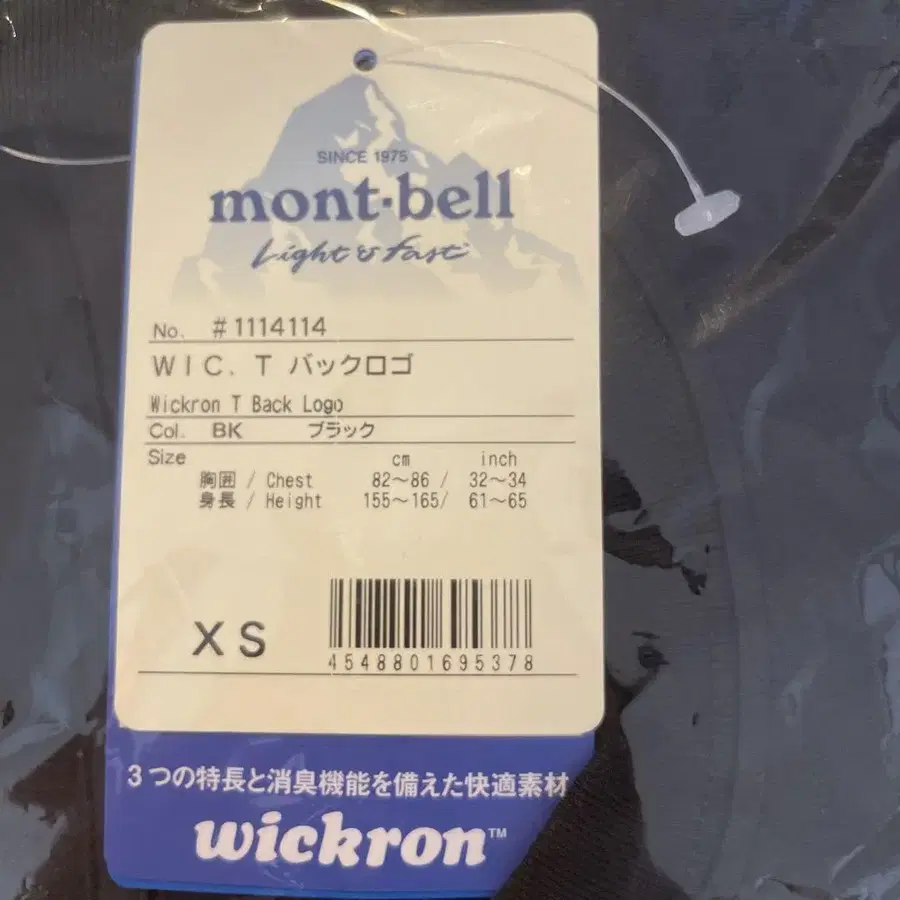 SINCE 1975
mont·bell
Light & Fast
No. #1114114
WIC. T バックロゴ
Wickron T Back Logo
Col. BK ブラック
Size cm inch
胸囲 / Chest 82〜86 / 32〜34
身長 / Height 155〜165/ 61〜65
XS
4548801695378
3つの特長と消臭機能を備えた快適素材
wickron™